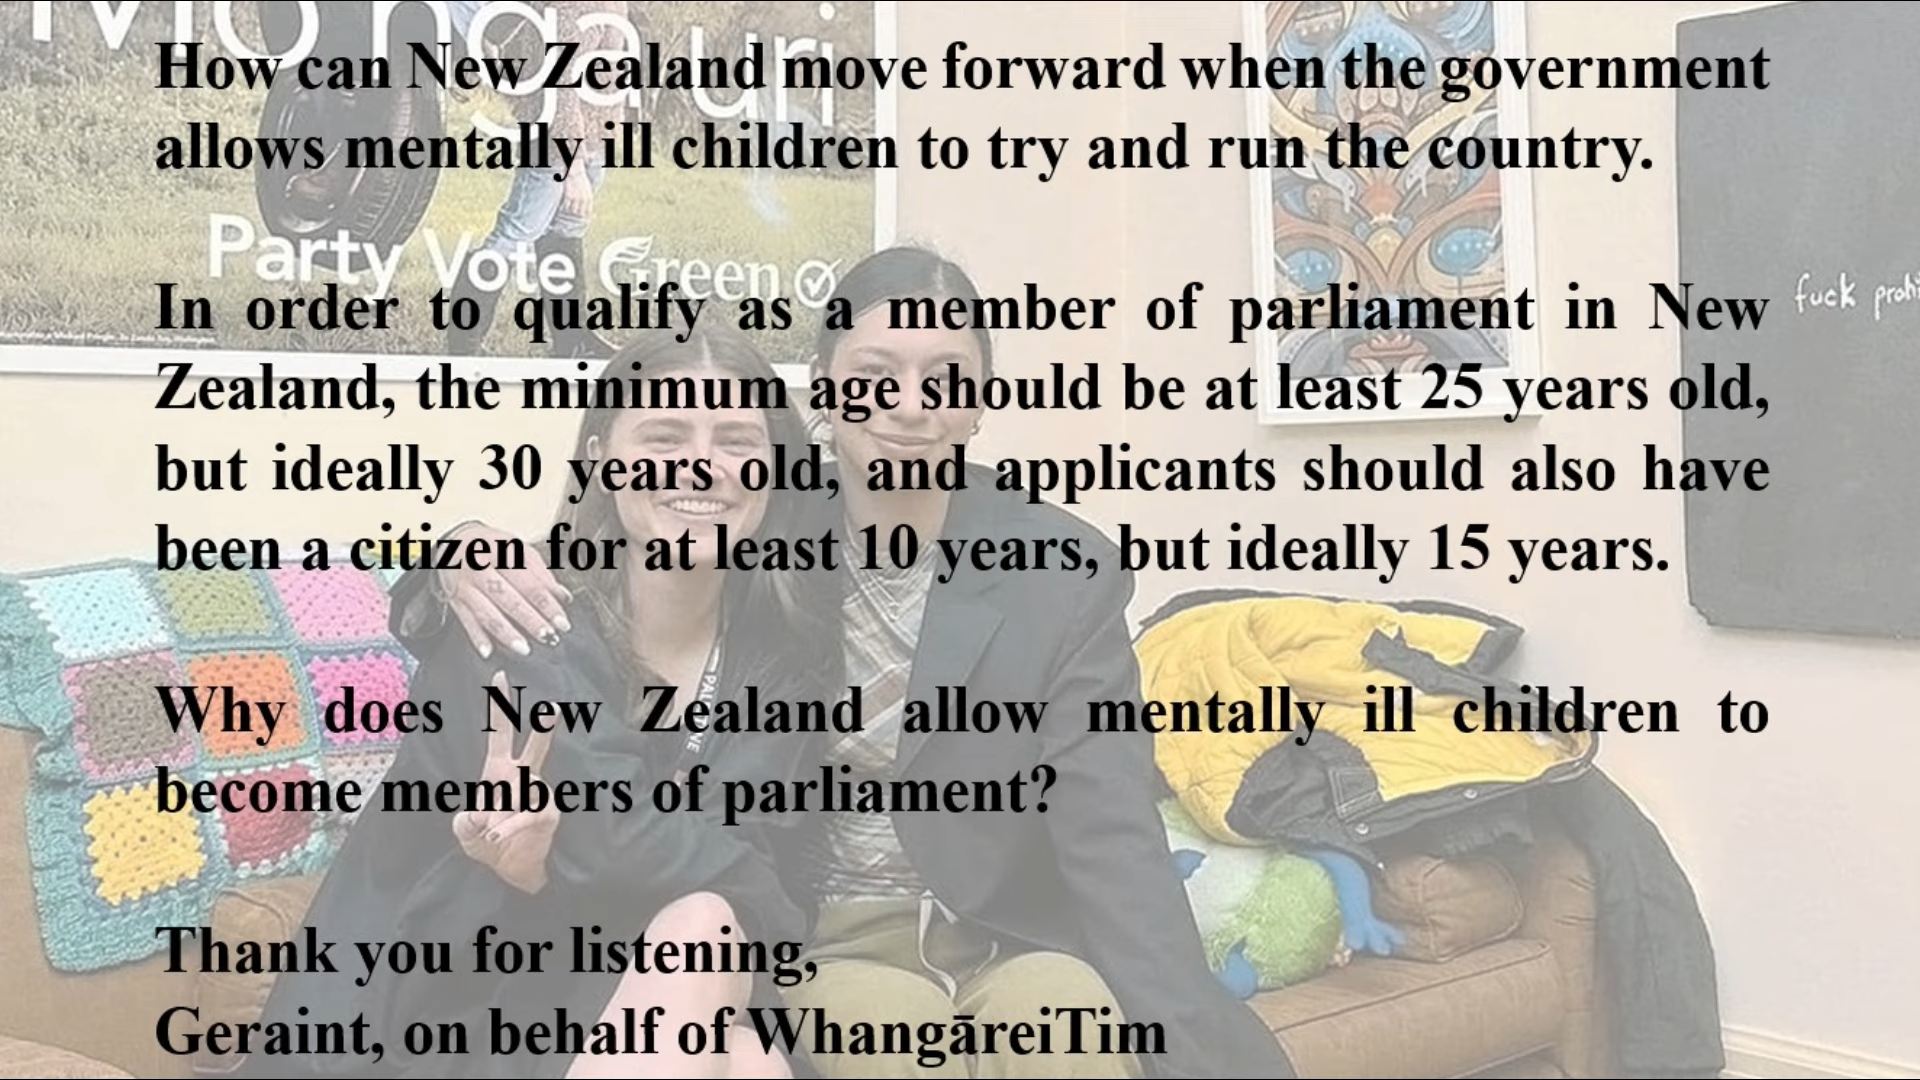 Mō ngā uri
How can New Zealand move forward when the government
allows mentally ill children to try and run the country.
Party Vote Green
In order to qualify as a member of parliament in New
fuck
Zealand, the minimum age should be at least 25 years old,
but ideally 30 years old, and applicants should also have
been a citizen for at least 10 years, but ideally 15 years.
Why does New Zealand allow mentally ill children to
become members of parliament?
Thank you for listening,
Geraint, on behalf of WhangāreiTim